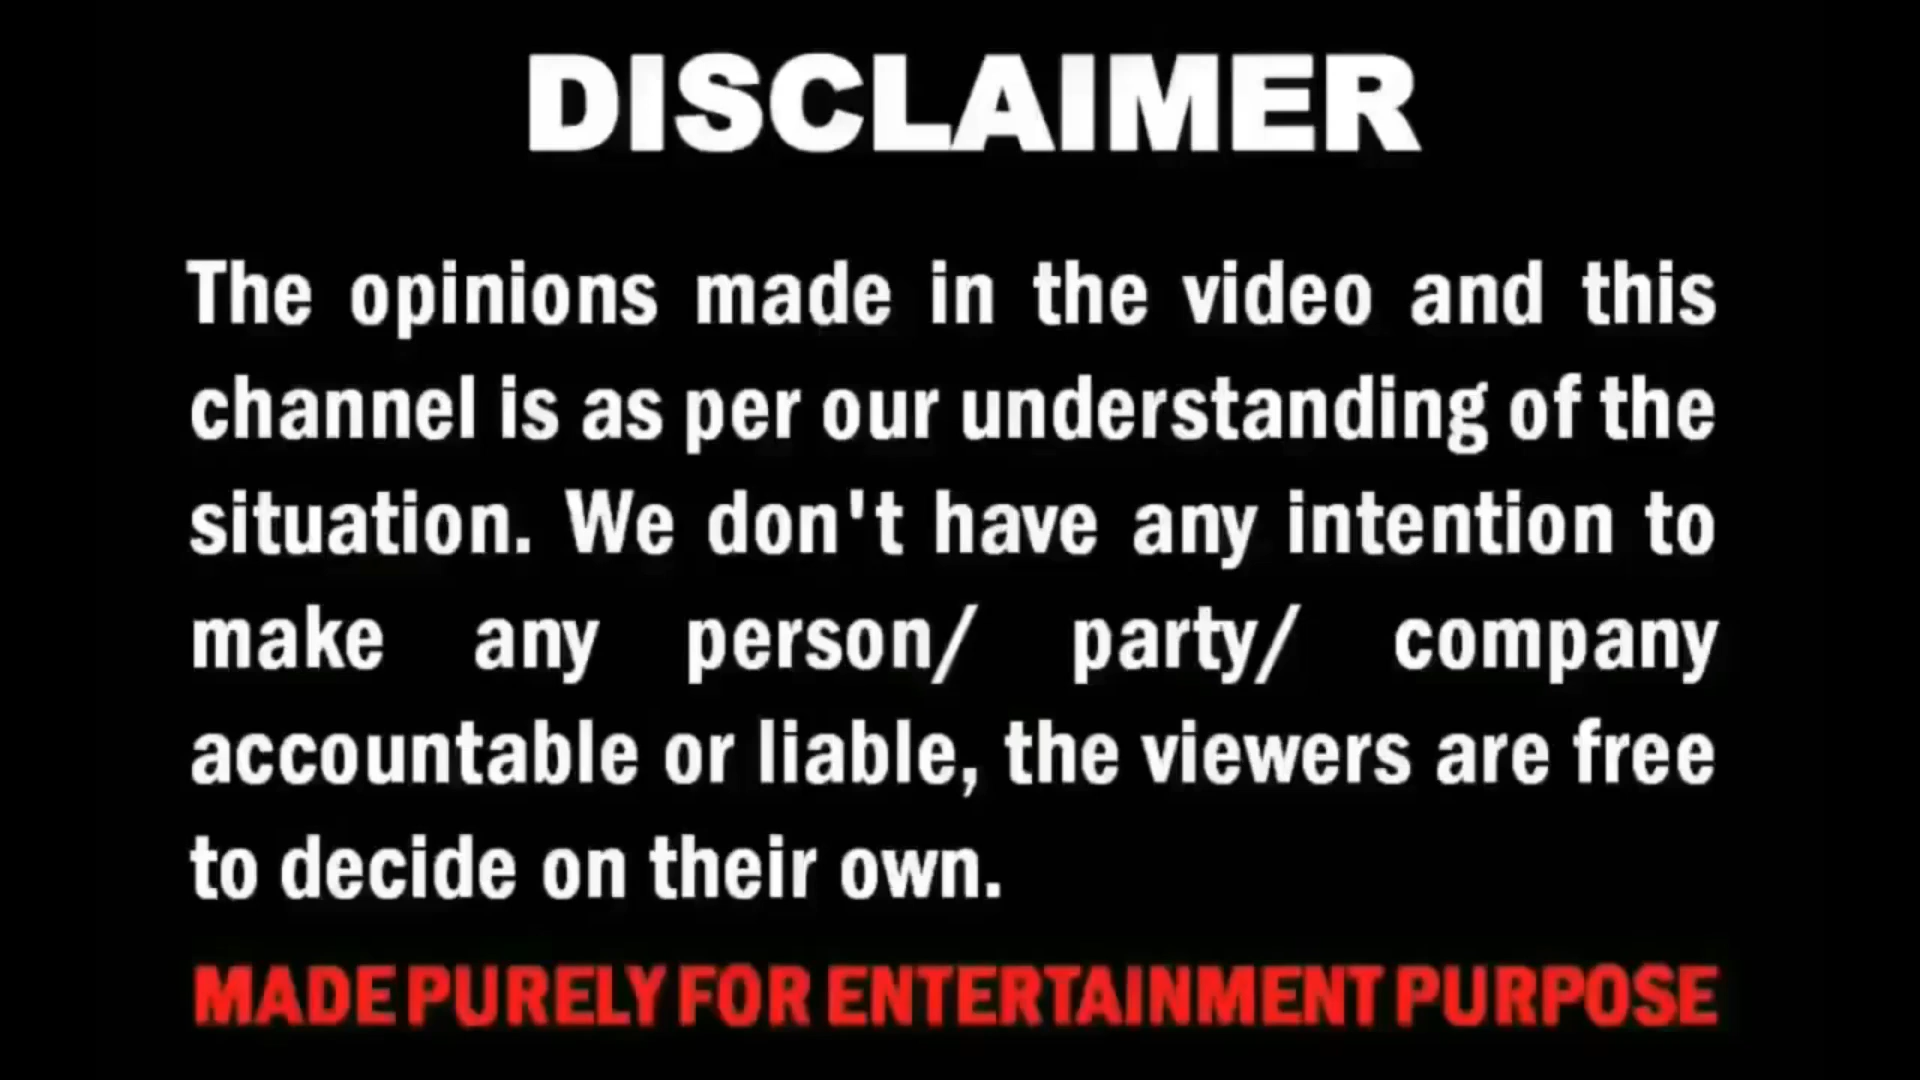 DISCLAIMER
The opinions made in the video and this
channel is as per our understanding of the
situation. We don't have any intention to
make any person/ party/ company
accountable or liable, the viewers are free
to decide on their own.
MADE PURELY FOR ENTERTAINMENT PURPOSE